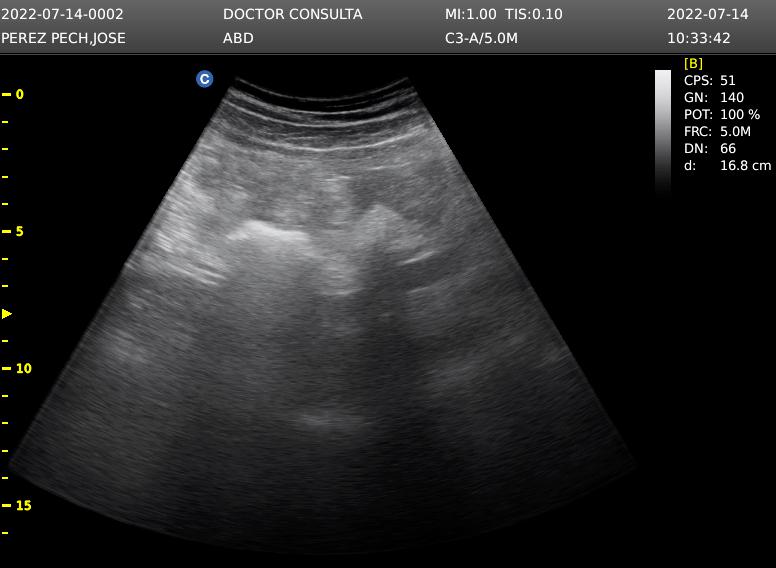 2022-07-14-0002 DOCTOR CONSULTA MI:1.00 TIS:0.10 2022-07-14
PEREZ PECH,JOSE ABD C3-A/5.0M 10:33:42
[B]
C
CPS: 51
0
GN: 140
POT: 100 %
FRC: 5.0M
DN: 66
d: 16.8 cm
5
10
15